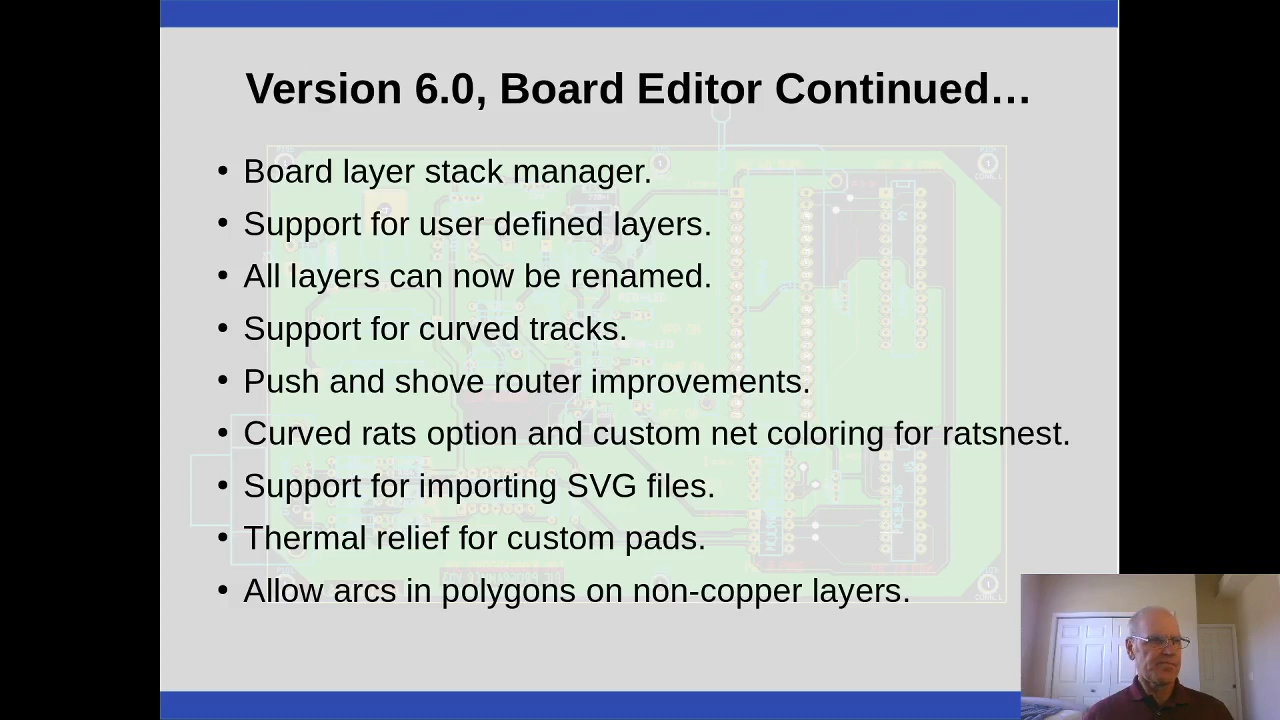 Version 6.0, Board Editor Continued…
• Board layer stack manager.
• Support for user defined layers.
• All layers can now be renamed.
• Support for curved tracks.
• Push and shove router improvements.
• Curved rats option and custom net coloring for ratsnest.
• Support for importing SVG files.
• Thermal relief for custom pads.
• Allow arcs in polygons on non-copper layers.